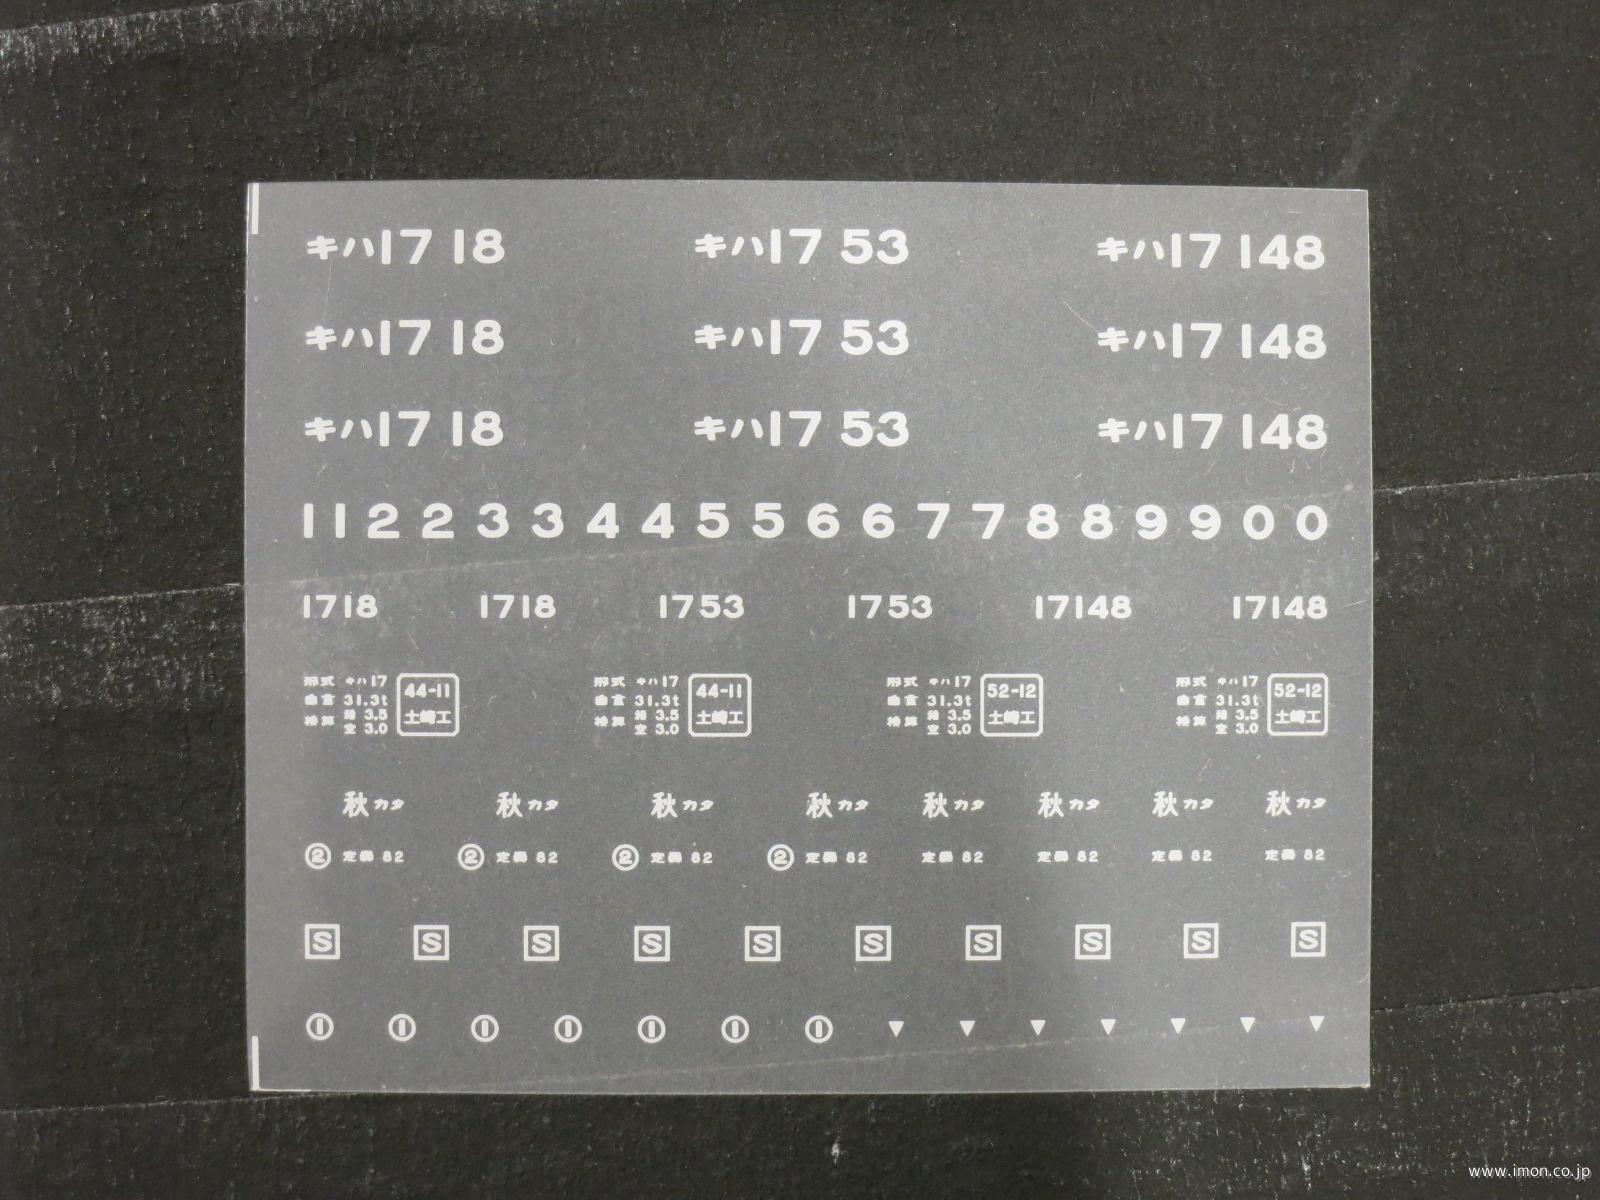 キハ17 18 キハ17 53 キハ17 148
キハ17 18 キハ17 53 キハ17 148
キハ17 18 キハ17 53 キハ17 148
1 1 2 2 3 3 4 4 5 5 6 6 7 7 8 8 9 9 0 0
1718 1718 1753 1753 17148 17148
形式 キハ17 44-11 形式 キハ17 44-11 形式 キハ17 52-12 形式 キハ17 52-12
自重 31.3t 自重 31.3t 自重 31.3t 自重 31.3t
換算 積 3.5 土崎工 換算 積 3.5 土崎工 換算 積 3.5 土崎工 換算 積 3.5 土崎工
空 3.0 空 3.0 空 3.0 空 3.0
秋カタ 秋カタ 秋カタ 秋カタ 秋カタ 秋カタ 秋カタ 秋カタ
② 定員 82 ② 定員 82 ② 定員 82 ② 定員 82 定員 82 定員 82 定員 82 定員 82
S S S S S S S S S S
① ① ① ① ① ① ① ▼ ▼ ▼ ▼ ▼ ▼ ▼
www.imon.co.jp